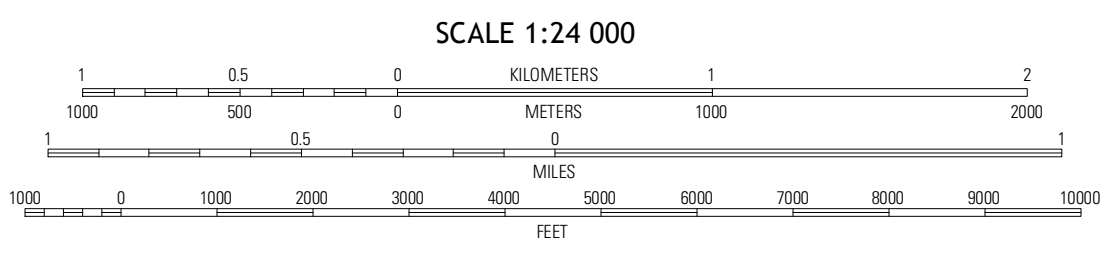 SCALE 1:24 000
1 0.5 0 KILOMETERS 1 2
1000 500 0 METERS 1000 2000
1 0.5 0 1
MILES
1000 0 1000 2000 3000 4000 5000 6000 7000 8000 9000 10000
FEET